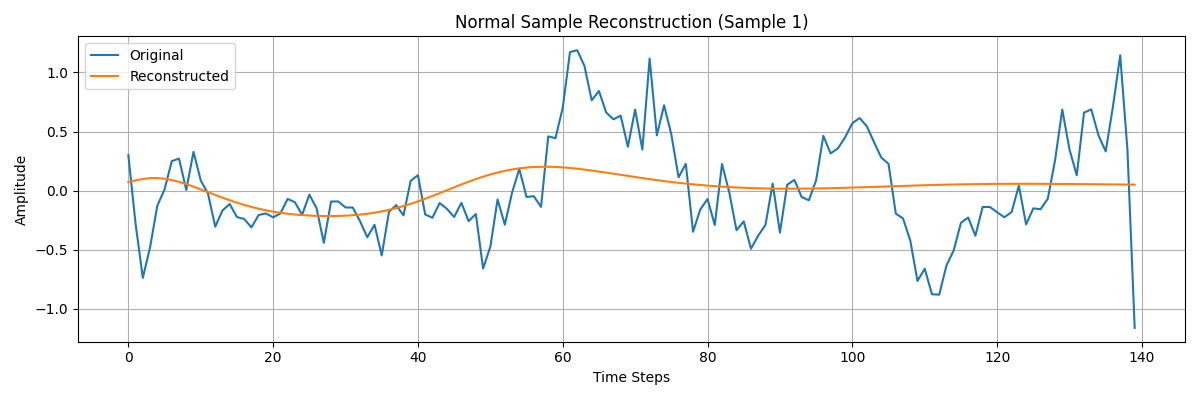 Normal Sample Reconstruction (Sample 1)
Original
Reconstructed
Amplitude
1.0
0.5
0.0
−0.5
−1.0
0 20 40 60 80 100 120 140
Time Steps